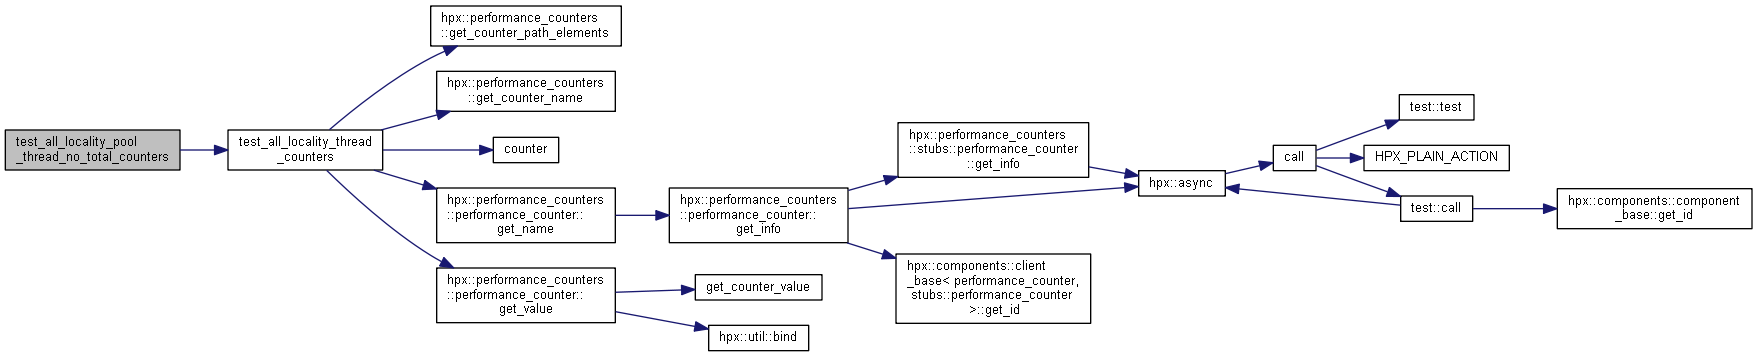 test_all_locality_pool
_thread_no_total_counters
test_all_locality_thread
_counters
hpx::performance_counters
::get_counter_path_elements
hpx::performance_counters
::get_counter_name
counter
hpx::performance_counters
::performance_counter::
get_name
hpx::performance_counters
::performance_counter::
get_value
hpx::performance_counters
::performance_counter::
get_info
get_counter_value
hpx::util::bind
hpx::performance_counters
::stubs::performance_counter
::get_info
hpx::components::client
_base< performance_counter,
stubs::performance_counter
>::get_id
hpx::async
call
test::test
HPX_PLAIN_ACTION
test::call
hpx::components::component
_base::get_id